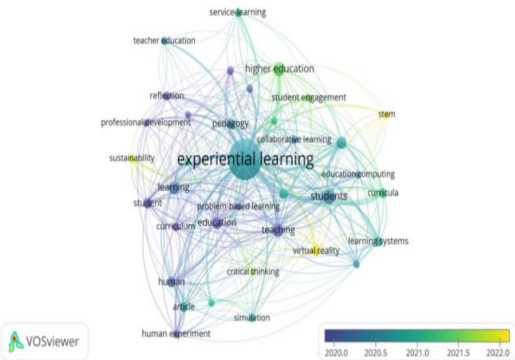 service-learning
teacher education
higher education
reflection
student engagement
stem
professional development
pedagogy
collaborative learning
experiential learning
sustainability
education computing
learning
students
curricula
student
problem based learning
curriculum
education
teaching
learning systems
virtual reality
critical thinking
human
article
simulation
human experiment
VOSviewer
2020.0 2020.5 2021.0 2021.5 2022.0